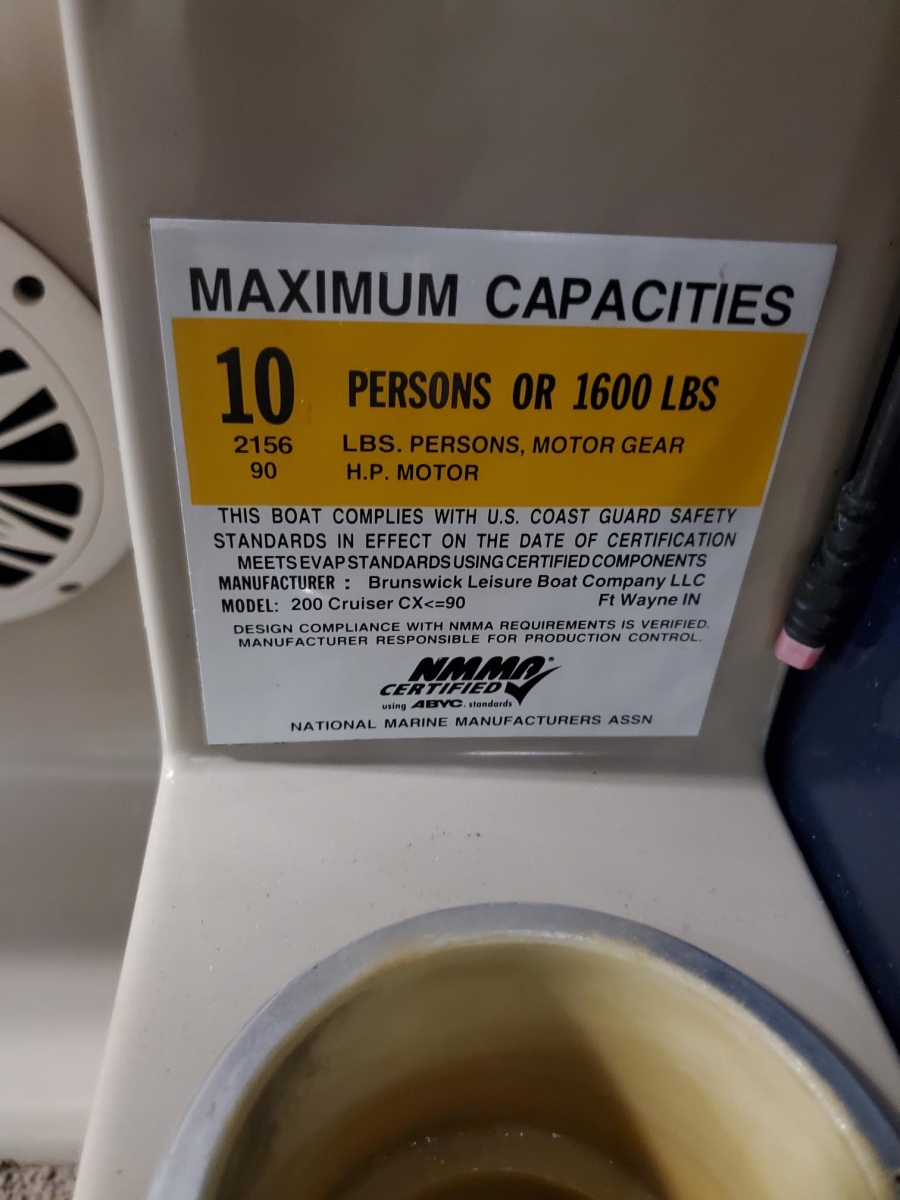 MAXIMUM CAPACITIES
10 PERSONS OR 1600 LBS
2156 LBS. PERSONS, MOTOR GEAR
90 H.P. MOTOR
THIS BOAT COMPLIES WITH U.S. COAST GUARD SAFETY
STANDARDS IN EFFECT ON THE DATE OF CERTIFICATION
MEETS EVAP STANDARDS USING CERTIFIED COMPONENTS
MANUFACTURER : Brunswick Leisure Boat Company LLC
MODEL: 200 Cruiser CX<=90 Ft Wayne IN
DESIGN COMPLIANCE WITH NMMA REQUIREMENTS IS VERIFIED.
MANUFACTURER RESPONSIBLE FOR PRODUCTION CONTROL.
NMMA®
CERTIFIED
using ABYC. standards
NATIONAL MARINE MANUFACTURERS ASSN